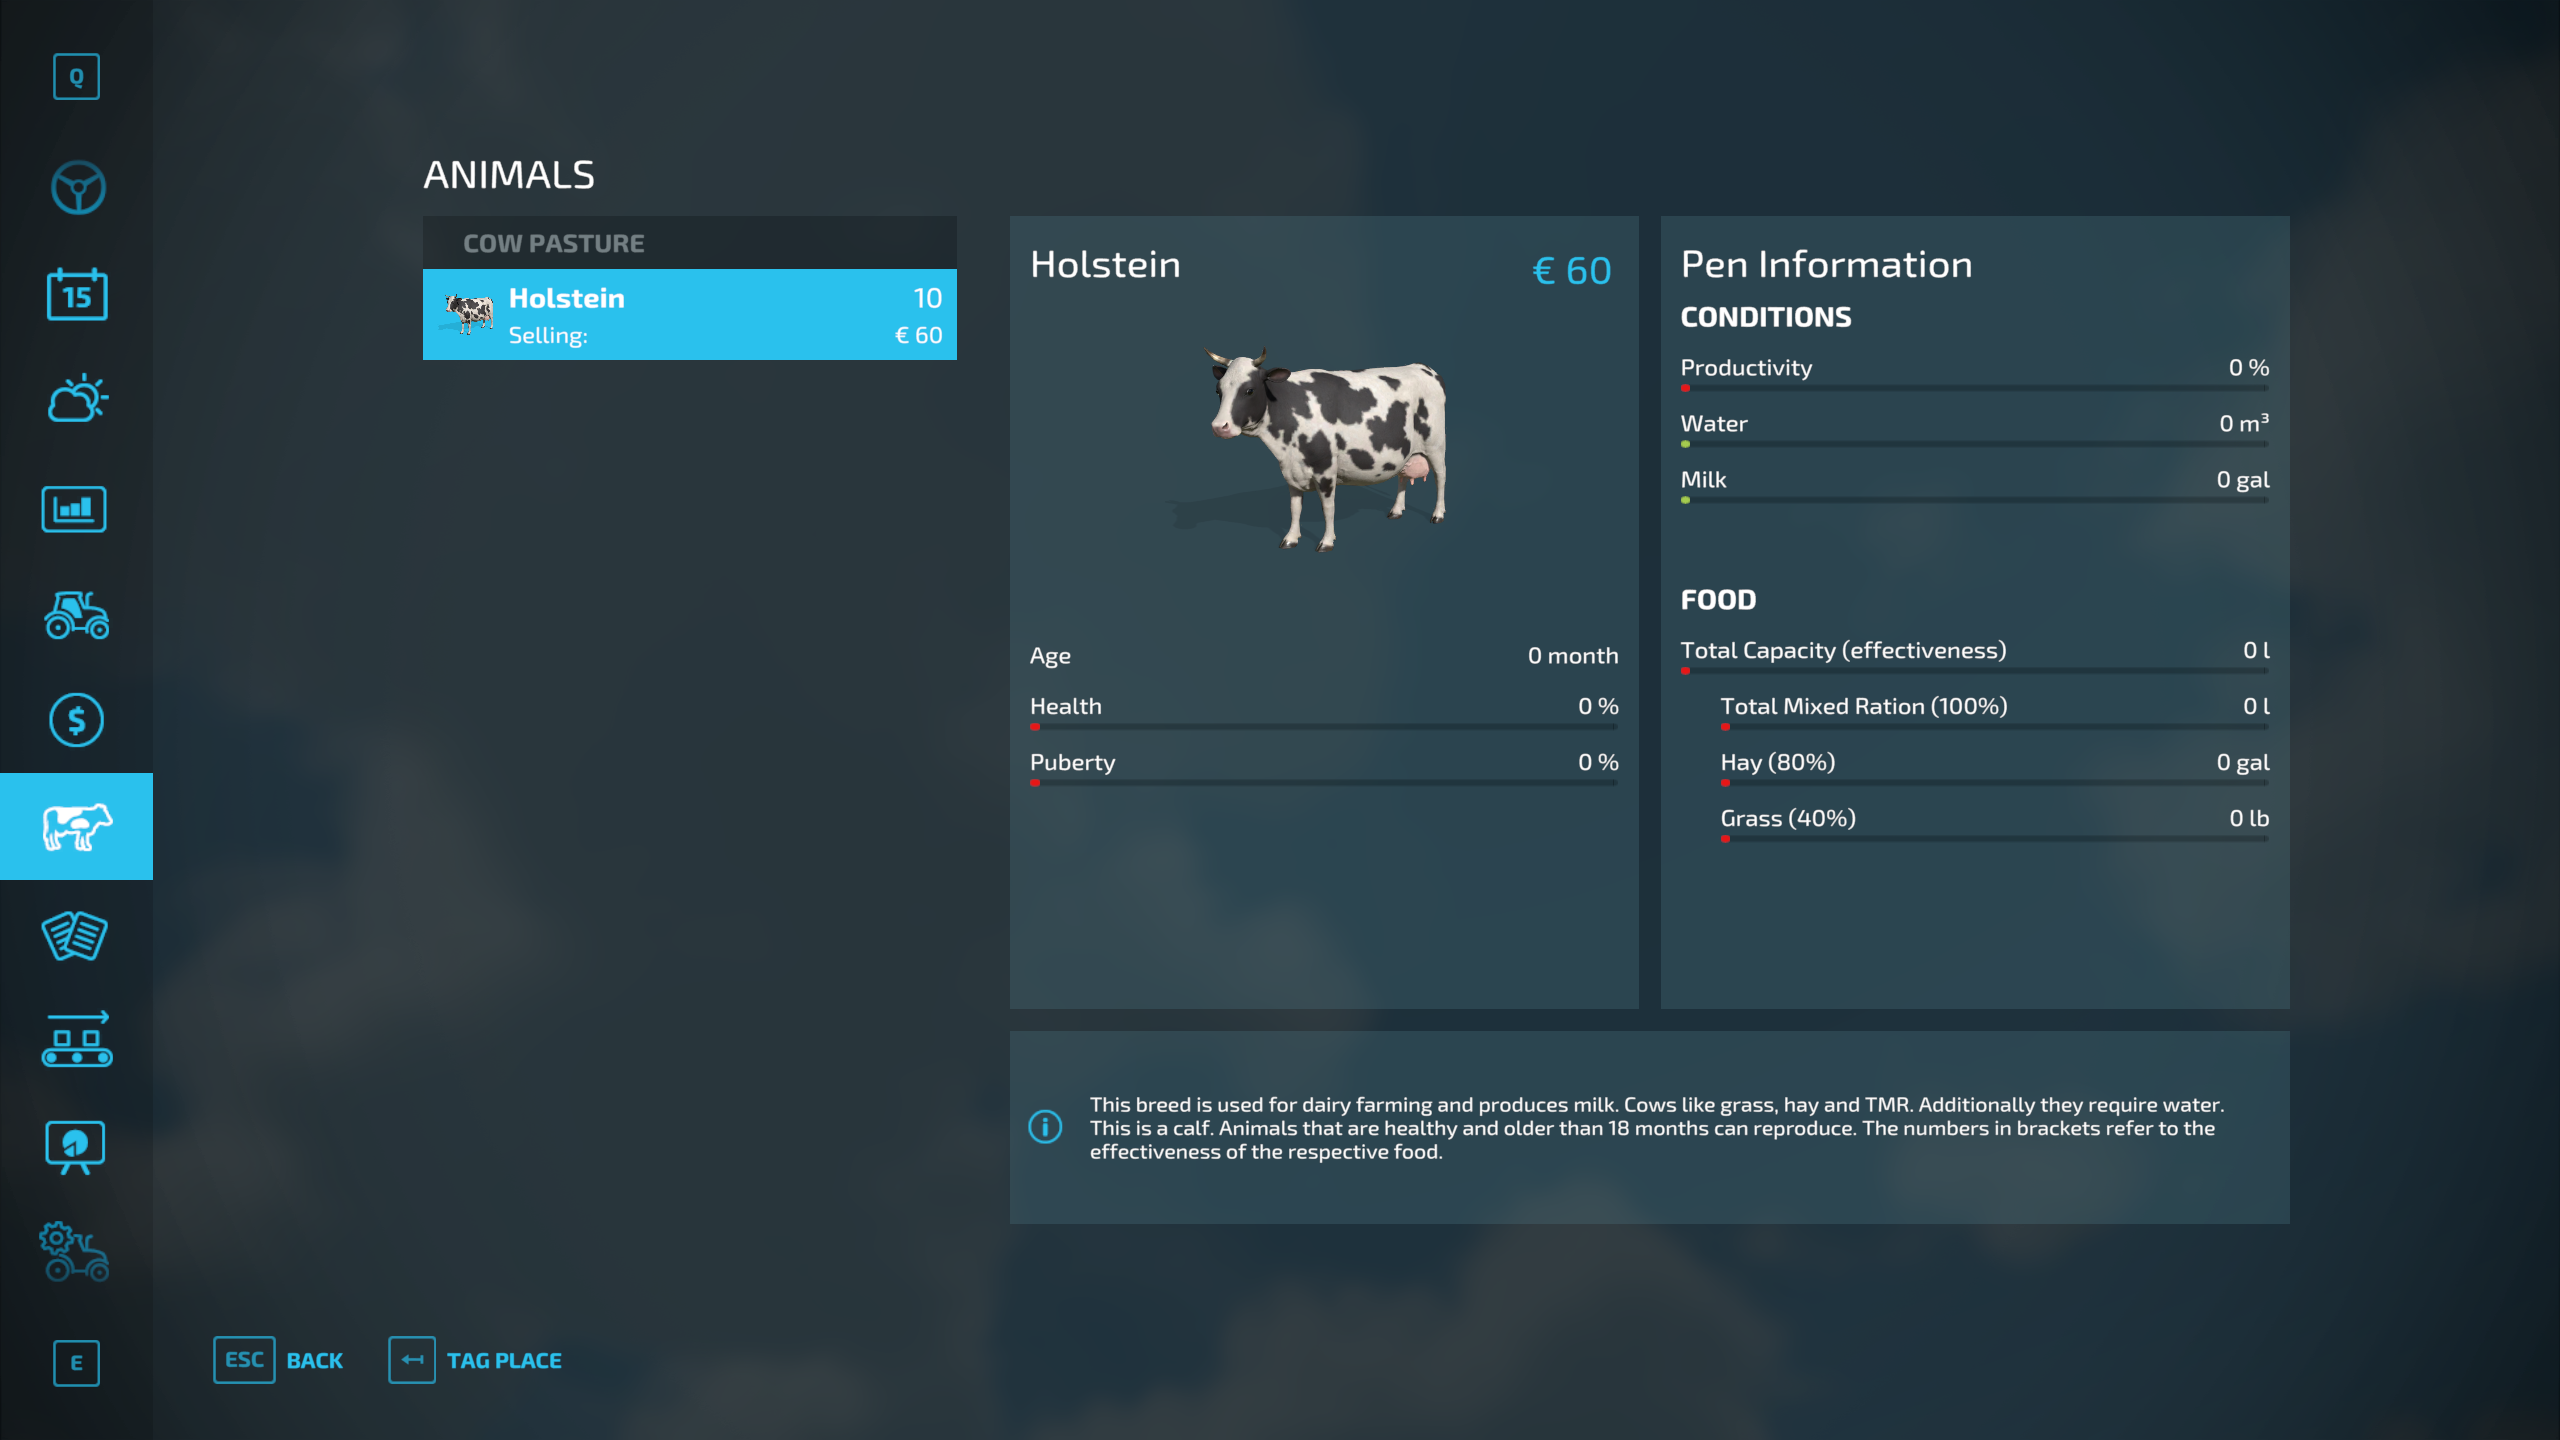 Q
15
$
E
ANIMALS
COW PASTURE
Holstein 10
Selling: € 60
Holstein € 60
Age 0 month
Health 0 %
Puberty 0 %
Pen Information
CONDITIONS
Productivity 0 %
Water 0 m³
Milk 0 gal
FOOD
Total Capacity (effectiveness) 0 l
Total Mixed Ration (100%) 0 l
Hay (80%) 0 gal
Grass (40%) 0 lb
This breed is used for dairy farming and produces milk. Cows like grass, hay and TMR. Additionally they require water.
This is a calf. Animals that are healthy and older than 18 months can reproduce. The numbers in brackets refer to the
effectiveness of the respective food.
ESC BACK TAG PLACE